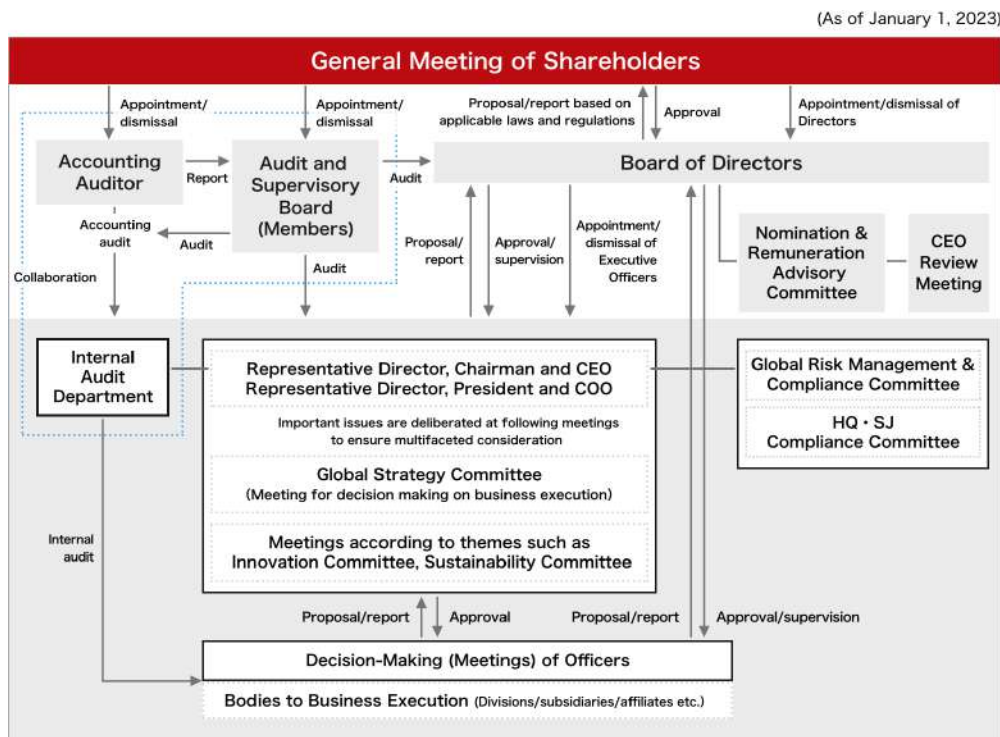 (As of January 1, 2023)
General Meeting of Shareholders
Appointment/
dismissal
Appointment/
dismissal
Proposal/report based on
applicable laws and regulations
Approval
Appointment/dismissal of
Directors
Accounting
Auditor
Report
Audit and
Supervisory
Board
(Members)
Audit
Board of Directors
Accounting
audit
Audit
Collaboration
Audit
Proposal/
report
Approval/
supervision
Appointment/
dismissal of
Executive
Officers
Nomination &
Remuneration
Advisory
Committee
CEO
Review
Meeting
Internal
Audit
Department
Representative Director, Chairman and CEO
Representative Director, President and COO
Important issues are deliberated at following meetings
to ensure multifaceted consideration
Global Strategy Committee
(Meeting for decision making on business execution)
Meetings according to themes such as
Innovation Committee, Sustainability Committee
Global Risk Management &
Compliance Committee
HQ・SJ
Compliance Committee
Internal
audit
Proposal/report
Approval
Proposal/report
Approval/supervision
Decision-Making (Meetings) of Officers
Bodies to Business Execution (Divisions/subsidiaries/affiliates etc.)